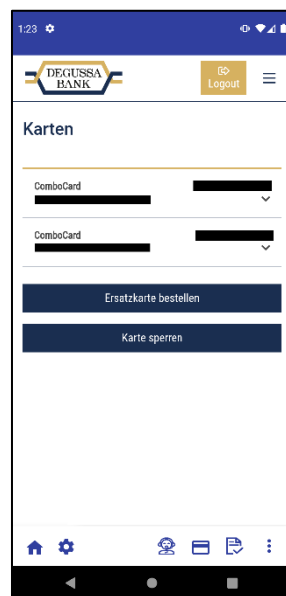 1:23
DEGUSSA
BANK
Logout
Karten
ComboCard
ComboCard
Ersatzkarte bestellen
Karte sperren